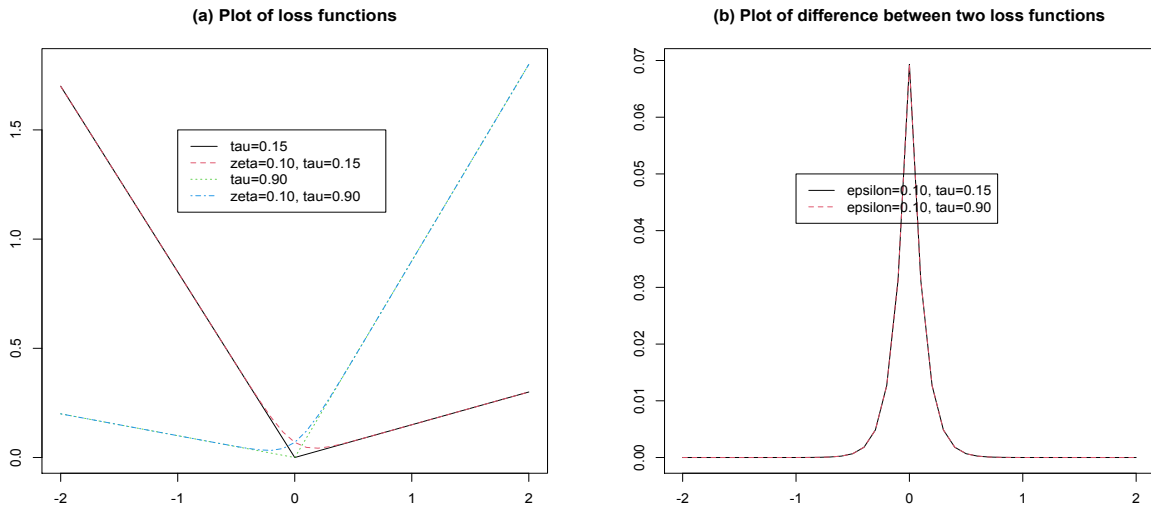 (a) Plot of loss functions
1.5
1.0
0.5
0.0
tau=0.15
zeta=0.10, tau=0.15
tau=0.90
zeta=0.10, tau=0.90
-2 -1 0 1 2
(b) Plot of difference between two loss functions
0.07
0.06
0.05
0.04
0.03
0.02
0.01
0.00
epsilon=0.10, tau=0.15
epsilon=0.10, tau=0.90
-2 -1 0 1 2